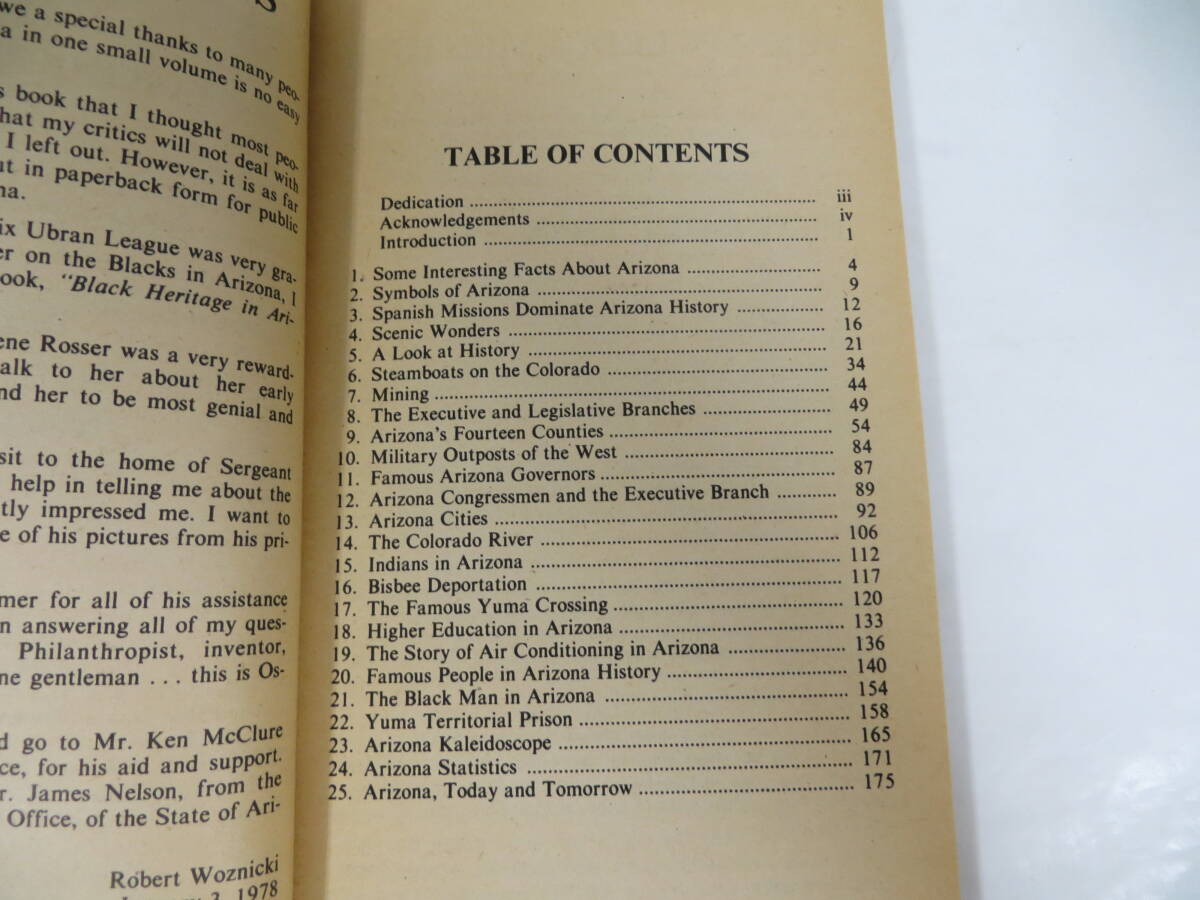 S
we a special thanks to many peo-
a in one small volume is no easy
s book that I thought most peo-
hat my critics will not deal with
I left out. However, it is as far
ut in paperback form for public
na.
ix Ubran League was very gra-
er on the Blacks in Arizona, I
ook, "Black Heritage in Ari-
ene Rosser was a very reward-
alk to her about her early
nd her to be most genial and
sit to the home of Sergeant
help in telling me about the
tly impressed me. I want to
e of his pictures from his pri-
mer for all of his assistance
n answering all of my ques-
Philanthropist, inventor,
ne gentleman ... this is Os-
d go to Mr. Ken McClure
ce, for his aid and support.
r. James Nelson, from the
Office, of the State of Ari-
Robert Woznicki
3, 1978
TABLE OF CONTENTS
Dedication ... iii
Acknowledgements ... iv
Introduction ... 1
1. Some Interesting Facts About Arizona ... 4
2. Symbols of Arizona ... 9
3. Spanish Missions Dominate Arizona History ... 12
4. Scenic Wonders ... 16
5. A Look at History ... 21
6. Steamboats on the Colorado ... 34
7. Mining ... 44
8. The Executive and Legislative Branches ... 49
9. Arizona's Fourteen Counties ... 54
10. Military Outposts of the West ... 84
11. Famous Arizona Governors ... 87
12. Arizona Congressmen and the Executive Branch ... 89
13. Arizona Cities ... 92
14. The Colorado River ... 106
15. Indians in Arizona ... 112
16. Bisbee Deportation ... 117
17. The Famous Yuma Crossing ... 120
18. Higher Education in Arizona ... 133
19. The Story of Air Conditioning in Arizona ... 136
20. Famous People in Arizona History ... 140
21. The Black Man in Arizona ... 154
22. Yuma Territorial Prison ... 158
23. Arizona Kaleidoscope ... 165
24. Arizona Statistics ... 171
25. Arizona, Today and Tomorrow ... 175